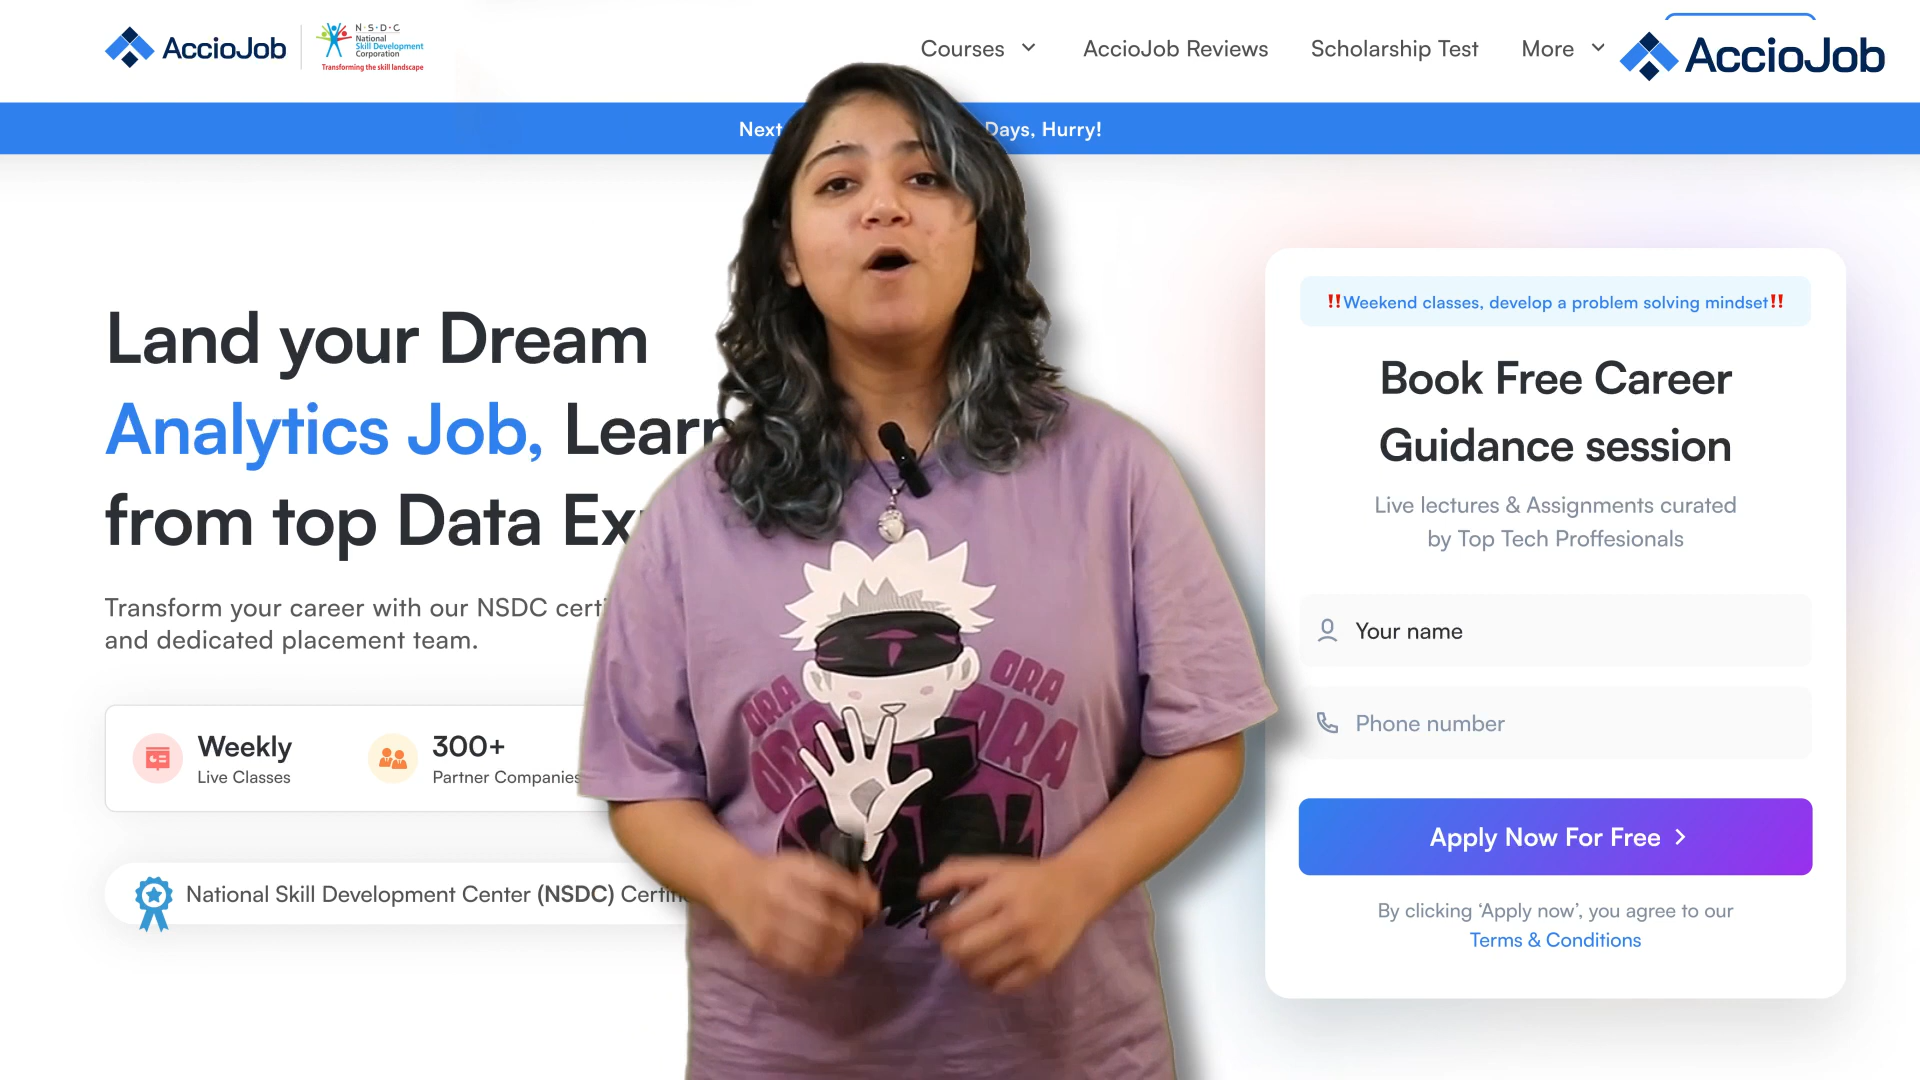 AccioJob
N·S·D·C
National
Skill Development
Corporation
Transforming the skill landscape
Courses
AccioJob Reviews
Scholarship Test
More
AccioJob
Next
Days, Hurry!
Land your Dream
Analytics Job, Learn
from top Data
Transform your career with our NSDC
and dedicated placement team.
Weekly
Live Classes
300+
Partner Companies
National Skill Development Center (NSDC)
!!Weekend classes, develop a problem solving mindset!!
Book Free Career
Guidance session
Live lectures & Assignments curated
by Top Tech Proffesionals
Your name
Phone number
Apply Now For Free
By clicking ‘Apply now’, you agree to our
Terms & Conditions
ORA
ORA
ORA
ORA